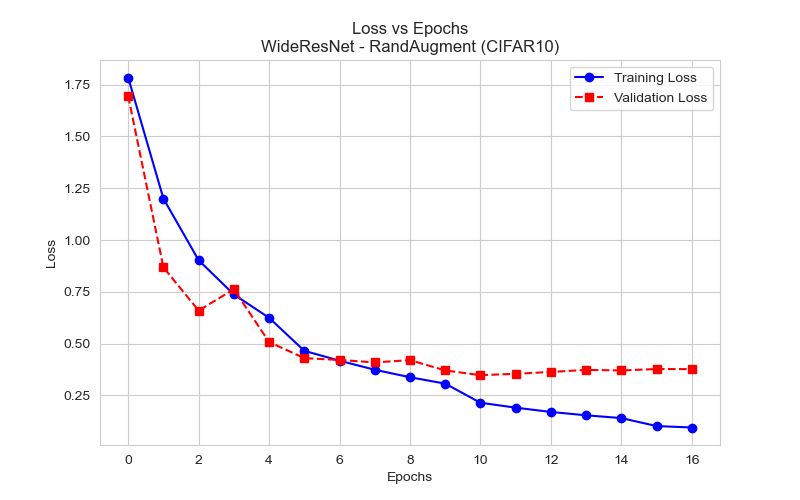 Loss vs Epochs
WideResNet - RandAugment (CIFAR10)
Training Loss
Validation Loss
1.75
1.50
1.25
1.00
0.75
0.50
0.25
Loss
0 2 4 6 8 10 12 14 16
Epochs